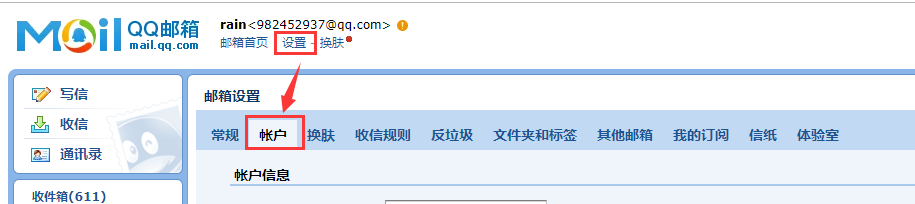 Mail QQ邮箱
mail.qq.com
rain<982452937@qq.com>
邮箱首页 设置 - 换肤
写信
收信
通讯录
收件箱(611)
邮箱设置
常规 帐户 换肤 收信规则 反垃圾 文件夹和标签 其他邮箱 我的订阅 信纸 体验室
帐户信息